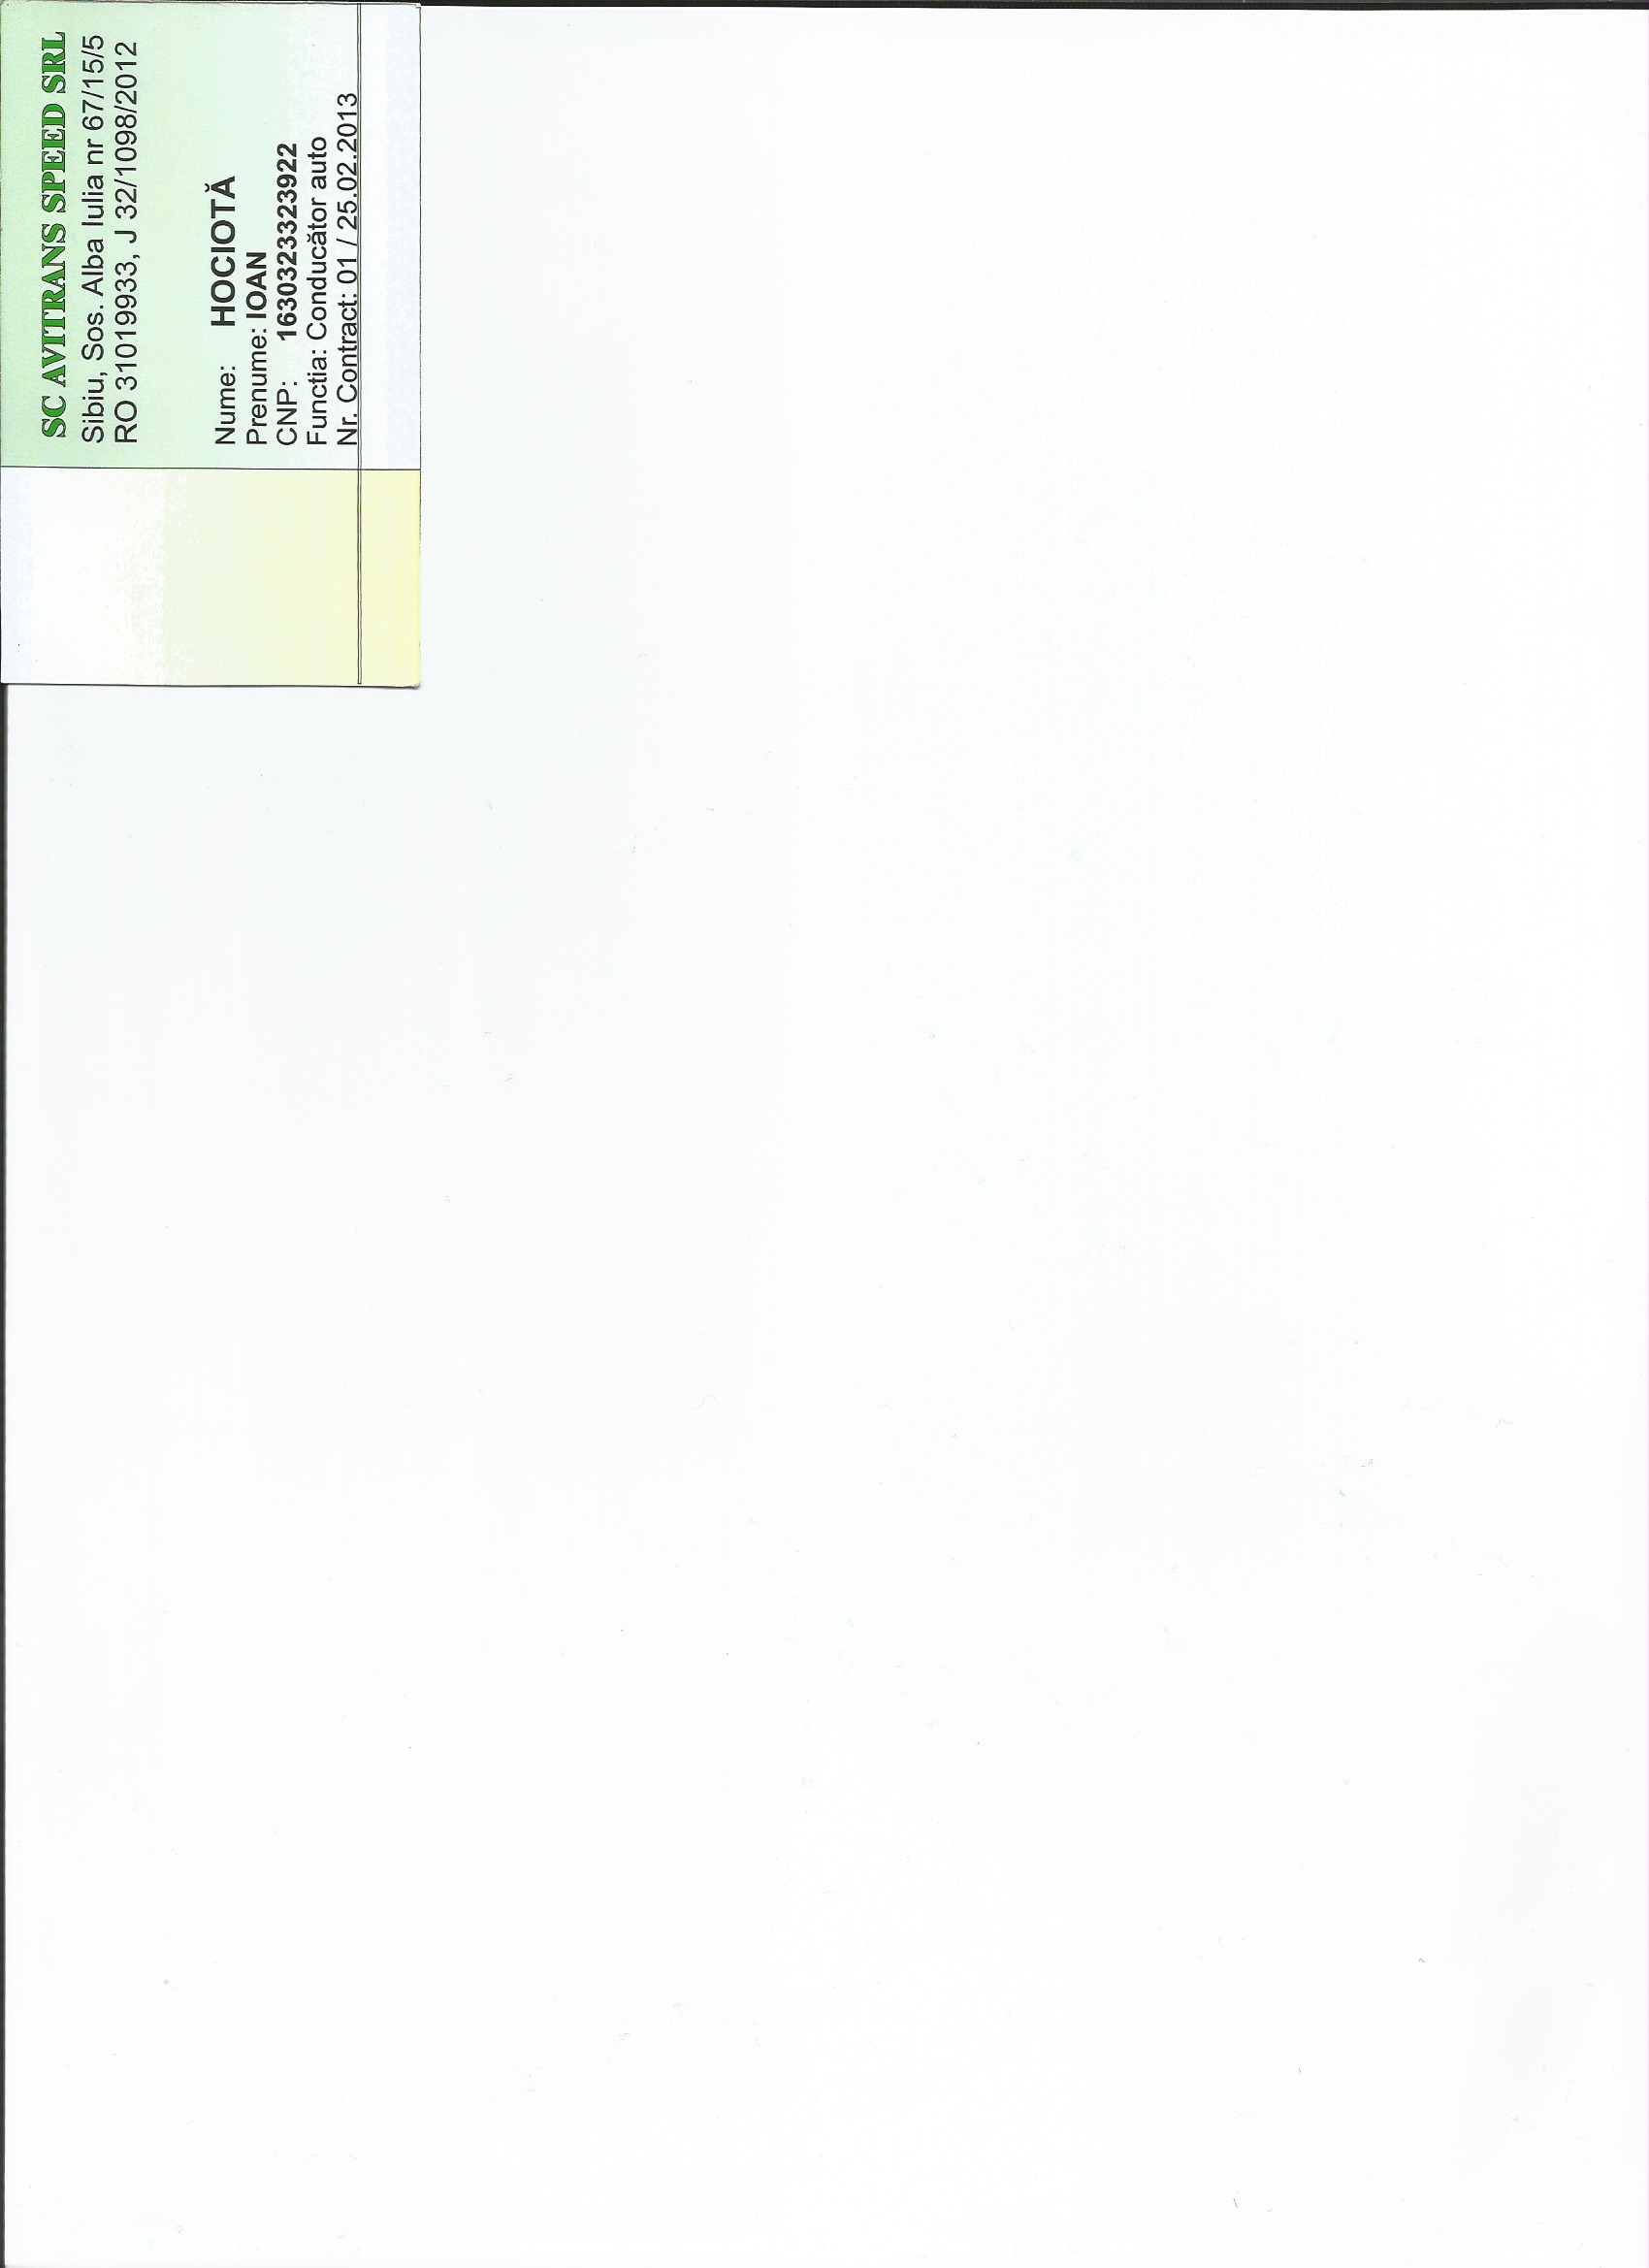 SC AVITRANS SPEED SRL
Sibiu, Sos. Alba Iulia nr 67/15/5
RO 31019933, J 32/1098/2012
Nume: HOCIOTĂ
Prenume: IOAN
CNP: 1630323323922
Functia: Conducător auto
Nr. Contract: 01 / 25.02.2013